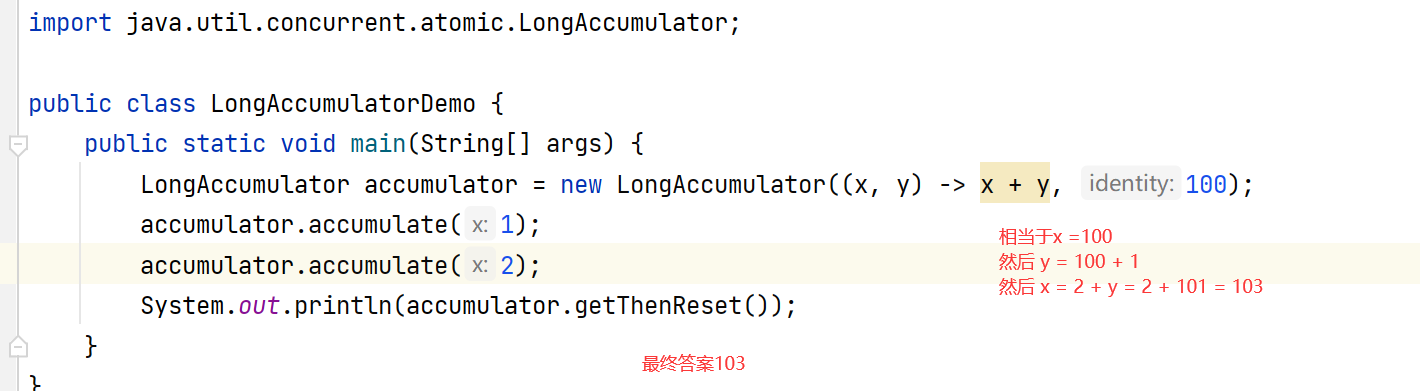 import java.util.concurrent.atomic.LongAccumulator;
public class LongAccumulatorDemo {
public static void main(String[] args) {
LongAccumulator accumulator = new LongAccumulator((x, y) -> x + y, identity: 100);
accumulator.accumulate( x: 1);
相当于x =100
然后 y = 100 + 1
accumulator.accumulate( x: 2);
然后 x = 2 + y = 2 + 101 = 103
System.out.println(accumulator.getThenReset());
}
最终答案103
}